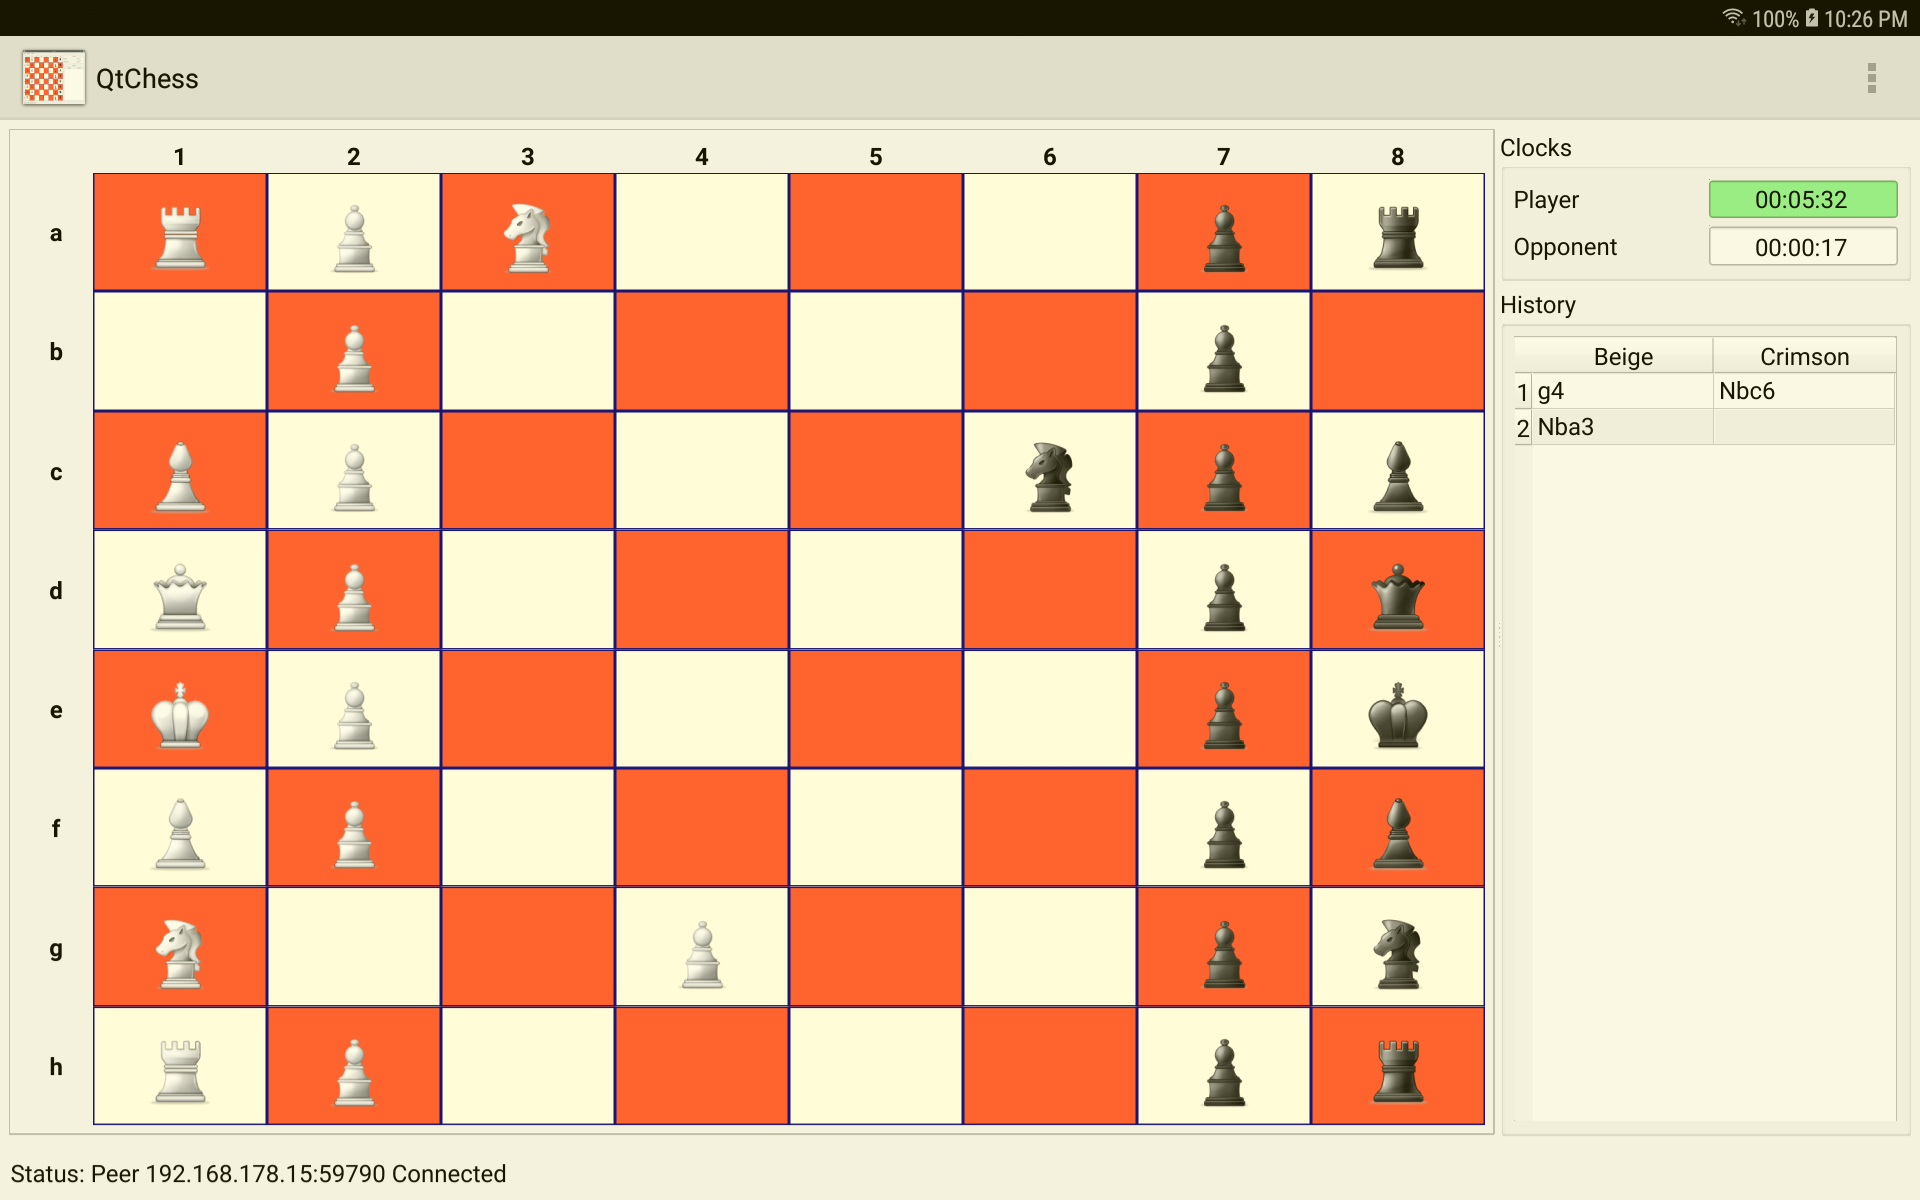 100% 10:26 PM
QtChess
1 2 3 4 5 6 7 8
a
b
c
d
e
f
g
h
Clocks
Player 00:05:32
Opponent 00:00:17
History
Beige Crimson
1 g4 Nbc6
2 Nba3
Status: Peer 192.168.178.15:59790 Connected